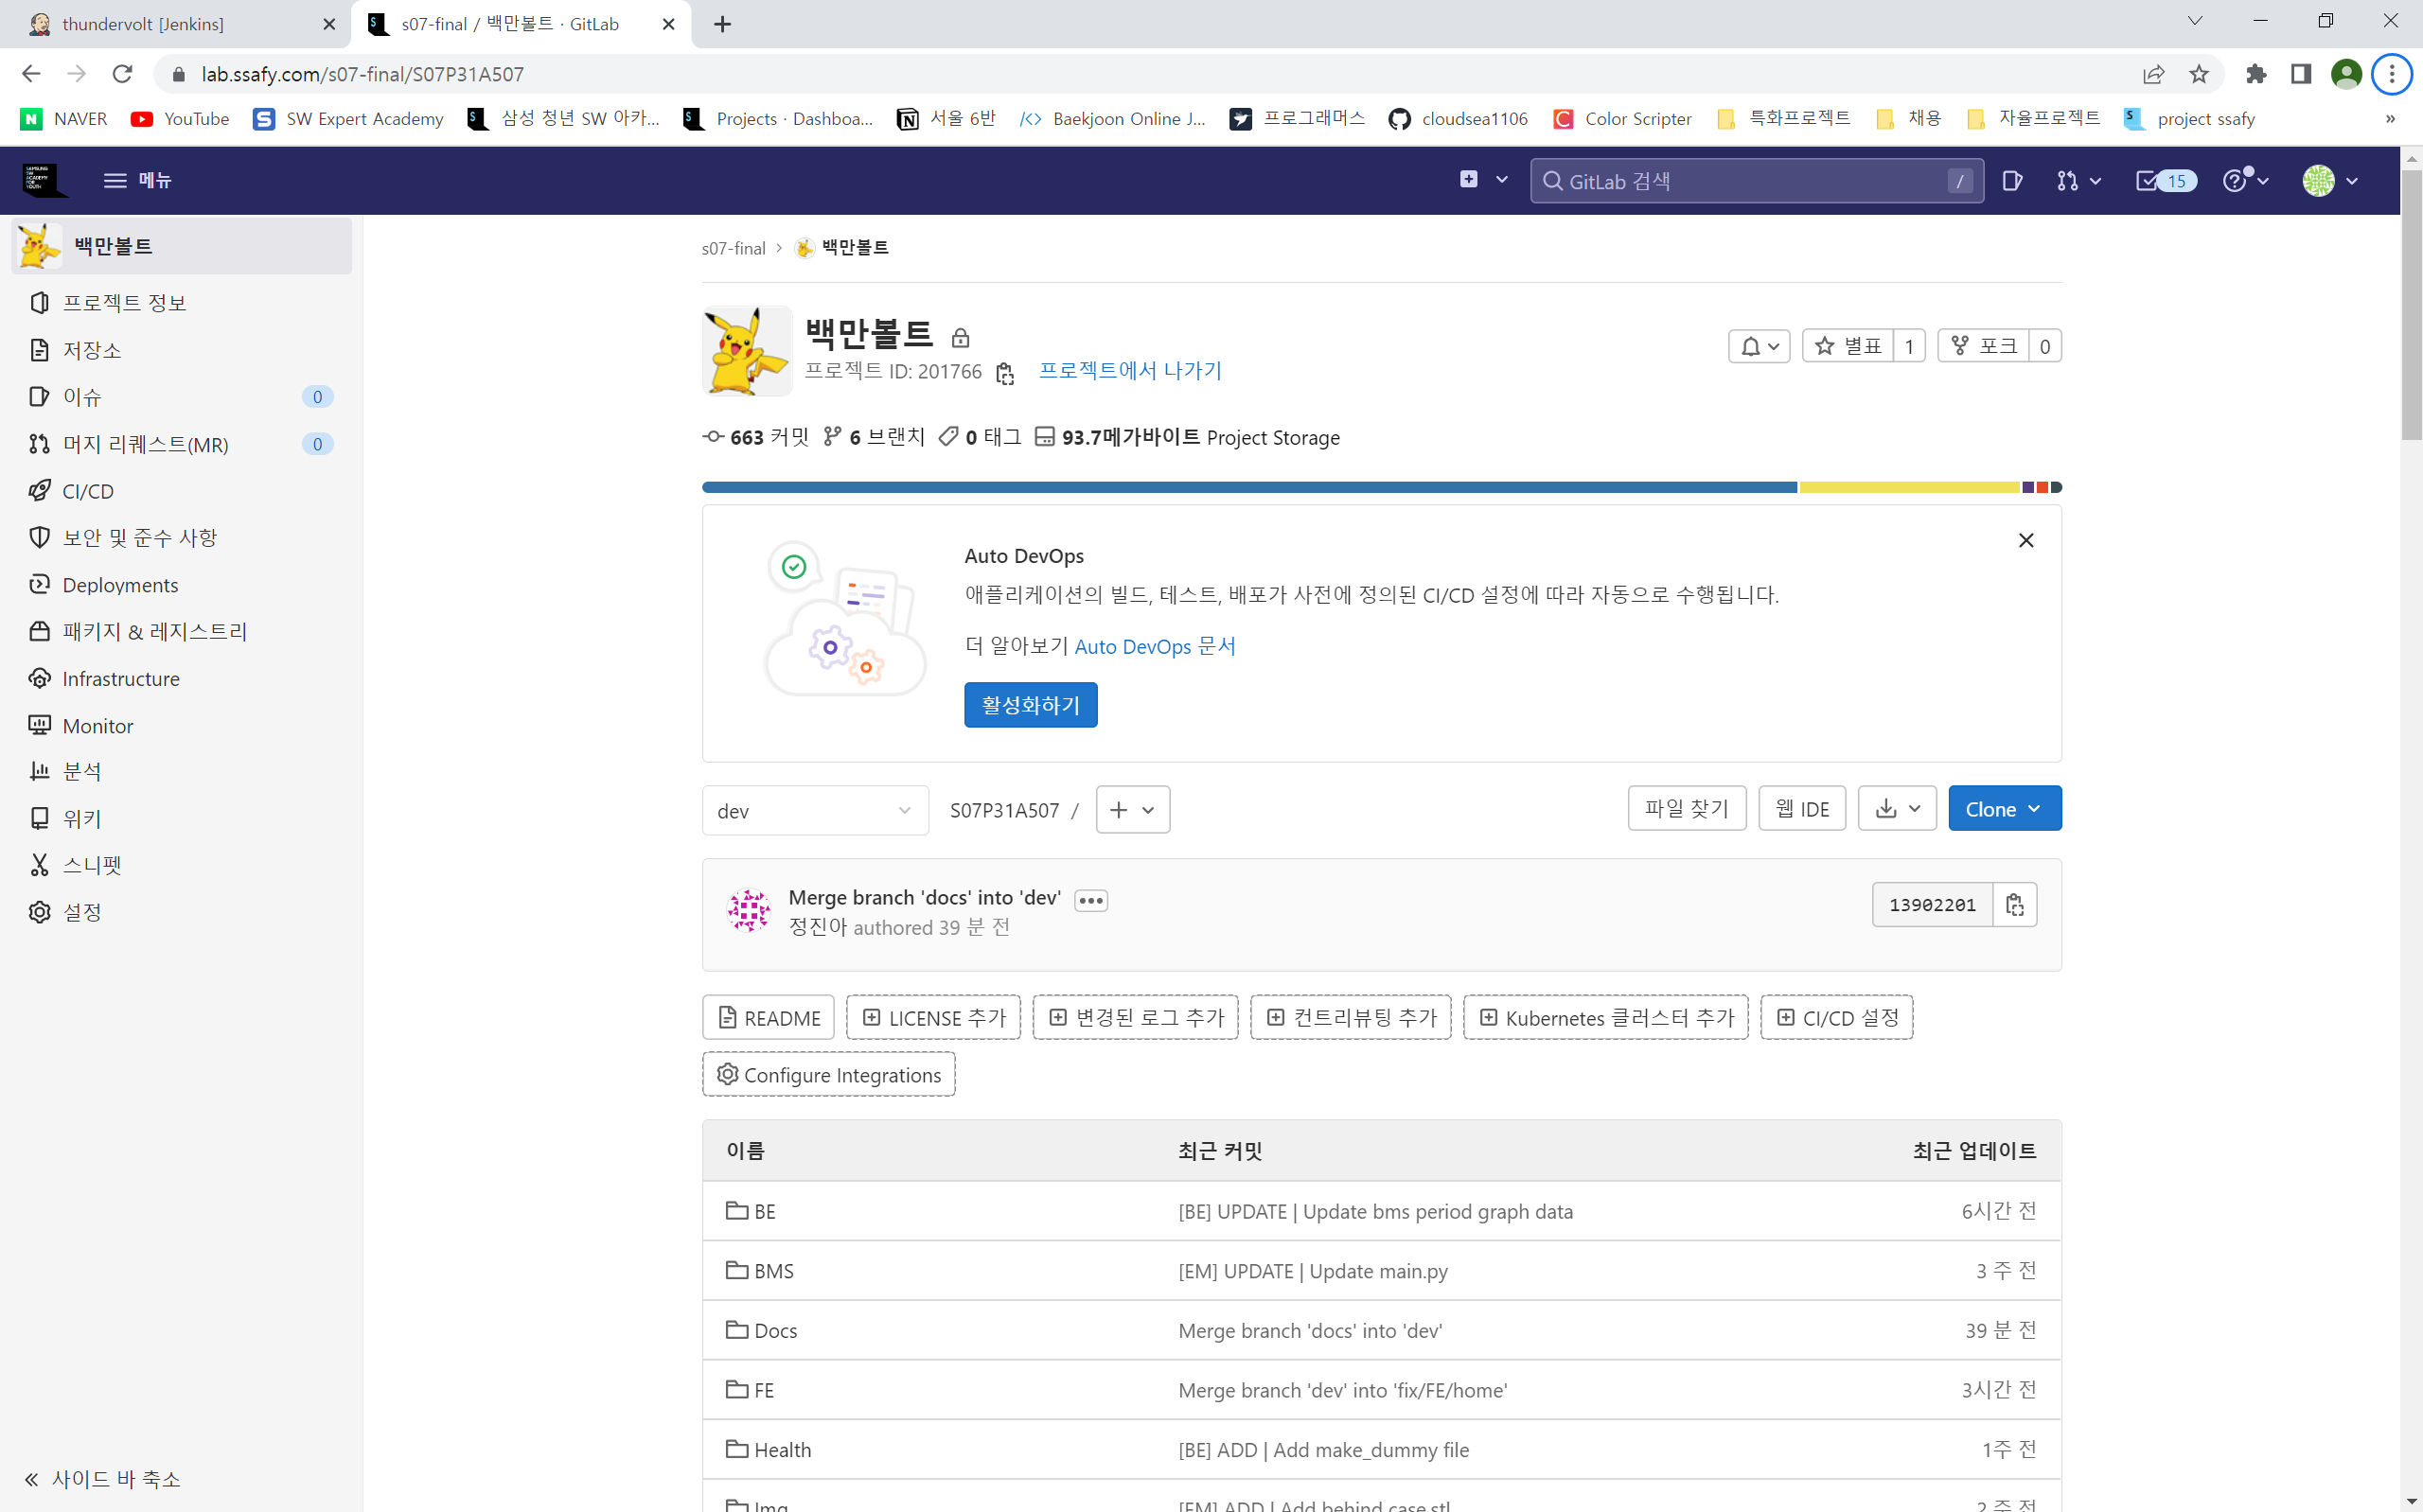 thundervolt [Jenkins]
s07-final / 백만볼트 · GitLab
lab.ssafy.com/s07-final/S07P31A507
NAVER YouTube SW Expert Academy 삼성 청년 SW 아카... Projects · Dashboa... 서울 6반 Baekjoon Online J... 프로그래머스 cloudsea1106 Color Scripter 특화프로젝트 채용 자율프로젝트 project ssafy »
SAMSUNG SW ACADEMY FOR YOUTH
메뉴
GitLab 검색 /
15
백만볼트
프로젝트 정보
저장소
이슈 0
머지 리퀘스트(MR) 0
CI/CD
보안 및 준수 사항
Deployments
패키지 & 레지스트리
Infrastructure
Monitor
분석
위키
스니펫
설정
사이드 바 축소
s07-final > 백만볼트
백만볼트
프로젝트 ID: 201766 프로젝트에서 나가기
별표 1 포크 0
663 커밋 6 브랜치 0 태그 93.7메가바이트 Project Storage
Auto DevOps
애플리케이션의 빌드, 테스트, 배포가 사전에 정의된 CI/CD 설정에 따라 자동으로 수행됩니다.
더 알아보기 Auto DevOps 문서
활성화하기
dev S07P31A507 / 파일 찾기 웹 IDE Clone
Merge branch 'docs' into 'dev'
정진아 authored 39 분 전
13902201
README LICENSE 추가 변경된 로그 추가 컨트리뷰팅 추가 Kubernetes 클러스터 추가 CI/CD 설정
Configure Integrations
이름 최근 커밋 최근 업데이트
BE [BE] UPDATE | Update bms period graph data 6시간 전
BMS [EM] UPDATE | Update main.py 3 주 전
Docs Merge branch 'docs' into 'dev' 39 분 전
FE Merge branch 'dev' into 'fix/FE/home' 3시간 전
Health [BE] ADD | Add make_dummy file 1주 전
Img [EM] ADD | Add behind case.stl 2 주 전